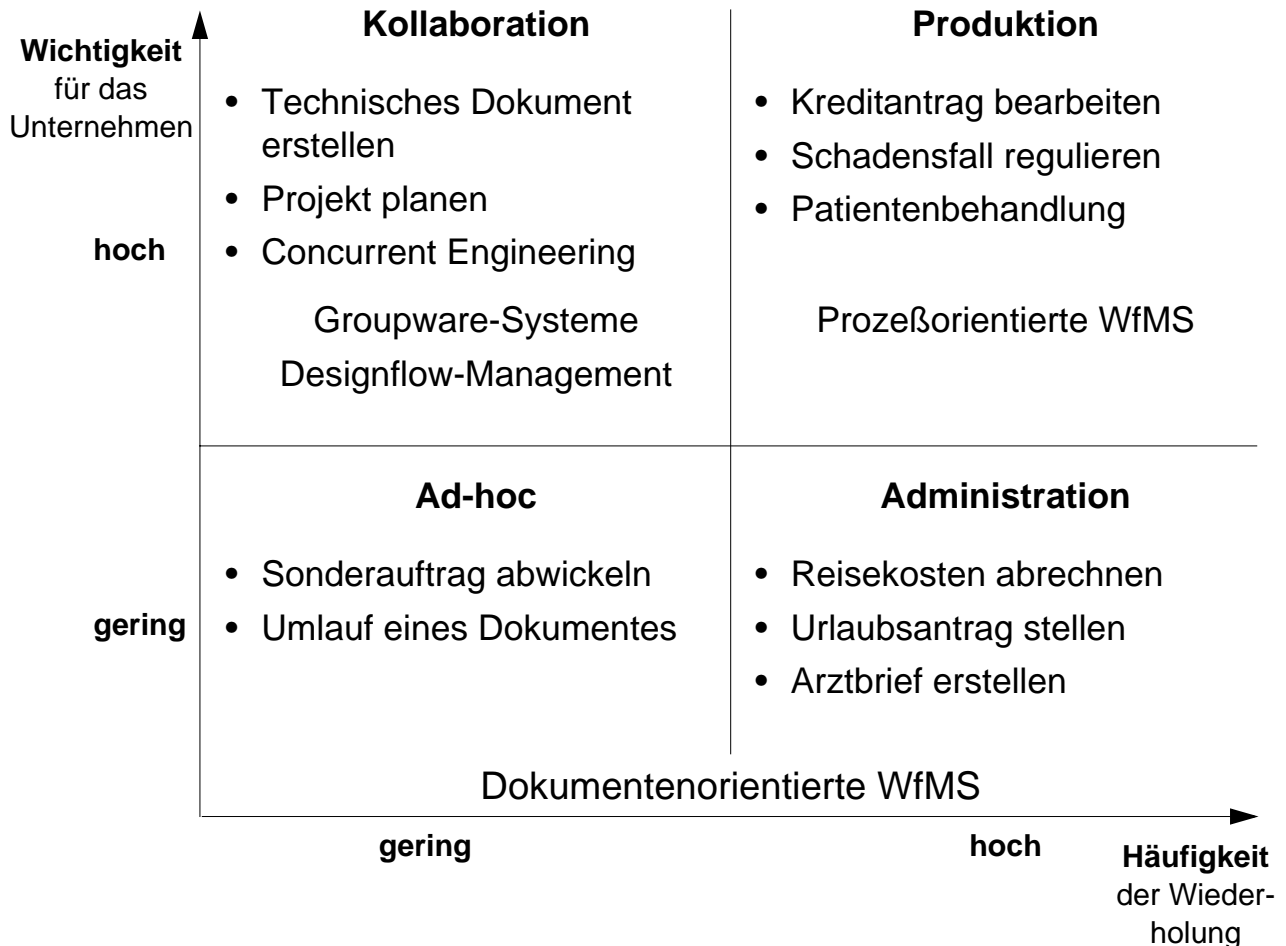 Wichtigkeit
für das
Unternehmen
hoch
gering
Kollaboration
• Technisches Dokument
erstellen
• Projekt planen
• Concurrent Engineering
Groupware-Systeme
Designflow-Management
Produktion
• Kreditantrag bearbeiten
• Schadensfall regulieren
• Patientenbehandlung
Prozeßorientierte WfMS
Ad-hoc
• Sonderauftrag abwickeln
• Umlauf eines Dokumentes
Administration
• Reisekosten abrechnen
• Urlaubsantrag stellen
• Arztbrief erstellen
Dokumentenorientierte WfMS
gering
hoch
Häufigkeit
der Wieder-
holung